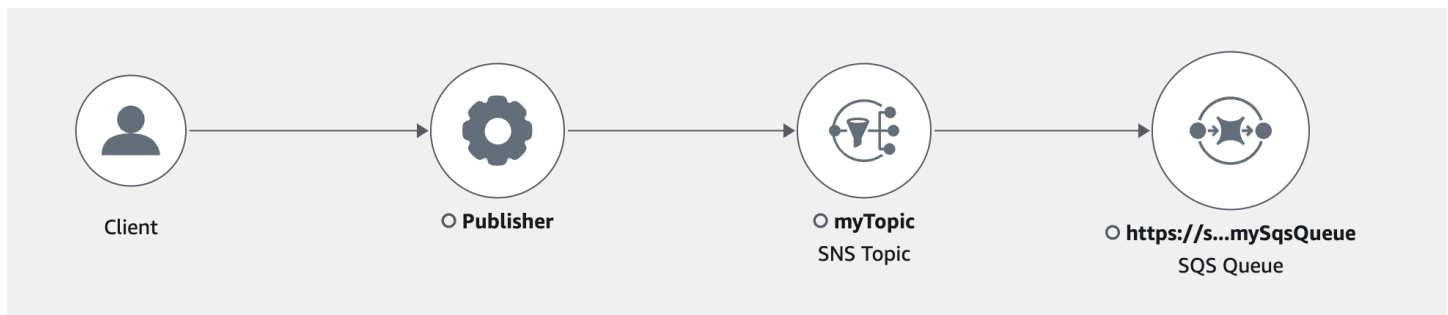 Client
Publisher
myTopic
SNS Topic
https://s...mySqsQueue
SQS Queue